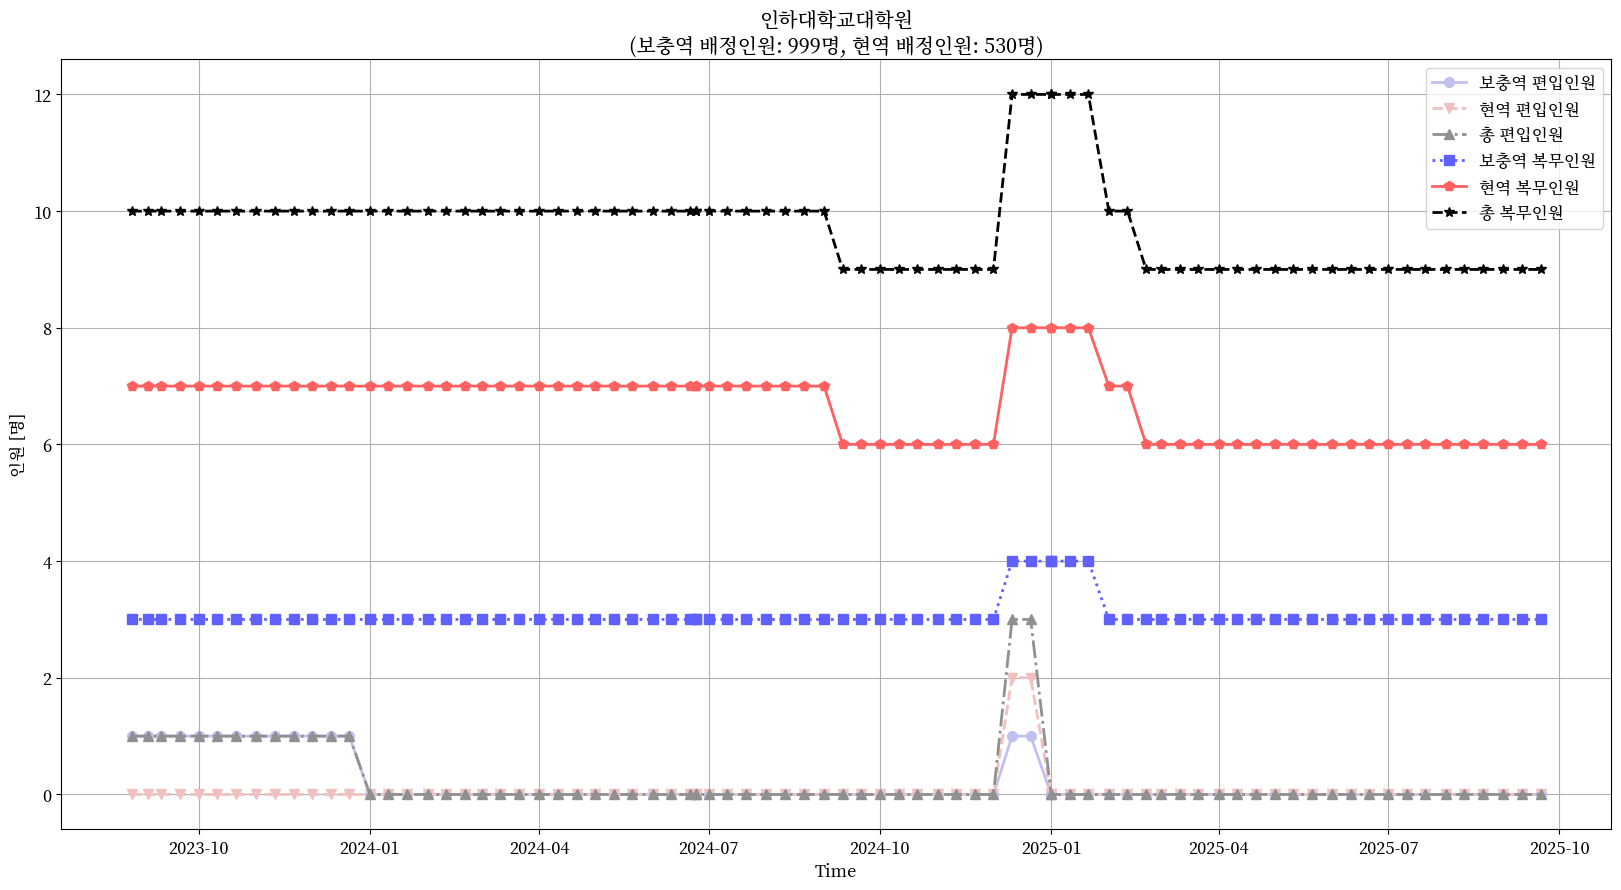 인하대학교대학원
(보충역 배정인원: 999명, 현역 배정인원: 530명)
보충역 편입인원
현역 편입인원
총 편입인원
보충역 복무인원
현역 복무인원
총 복무인원
인원 [명]
12
10
8
6
4
2
0
2023-10
2024-01
2024-04
2024-07
2024-10
2025-01
2025-04
2025-07
2025-10
Time